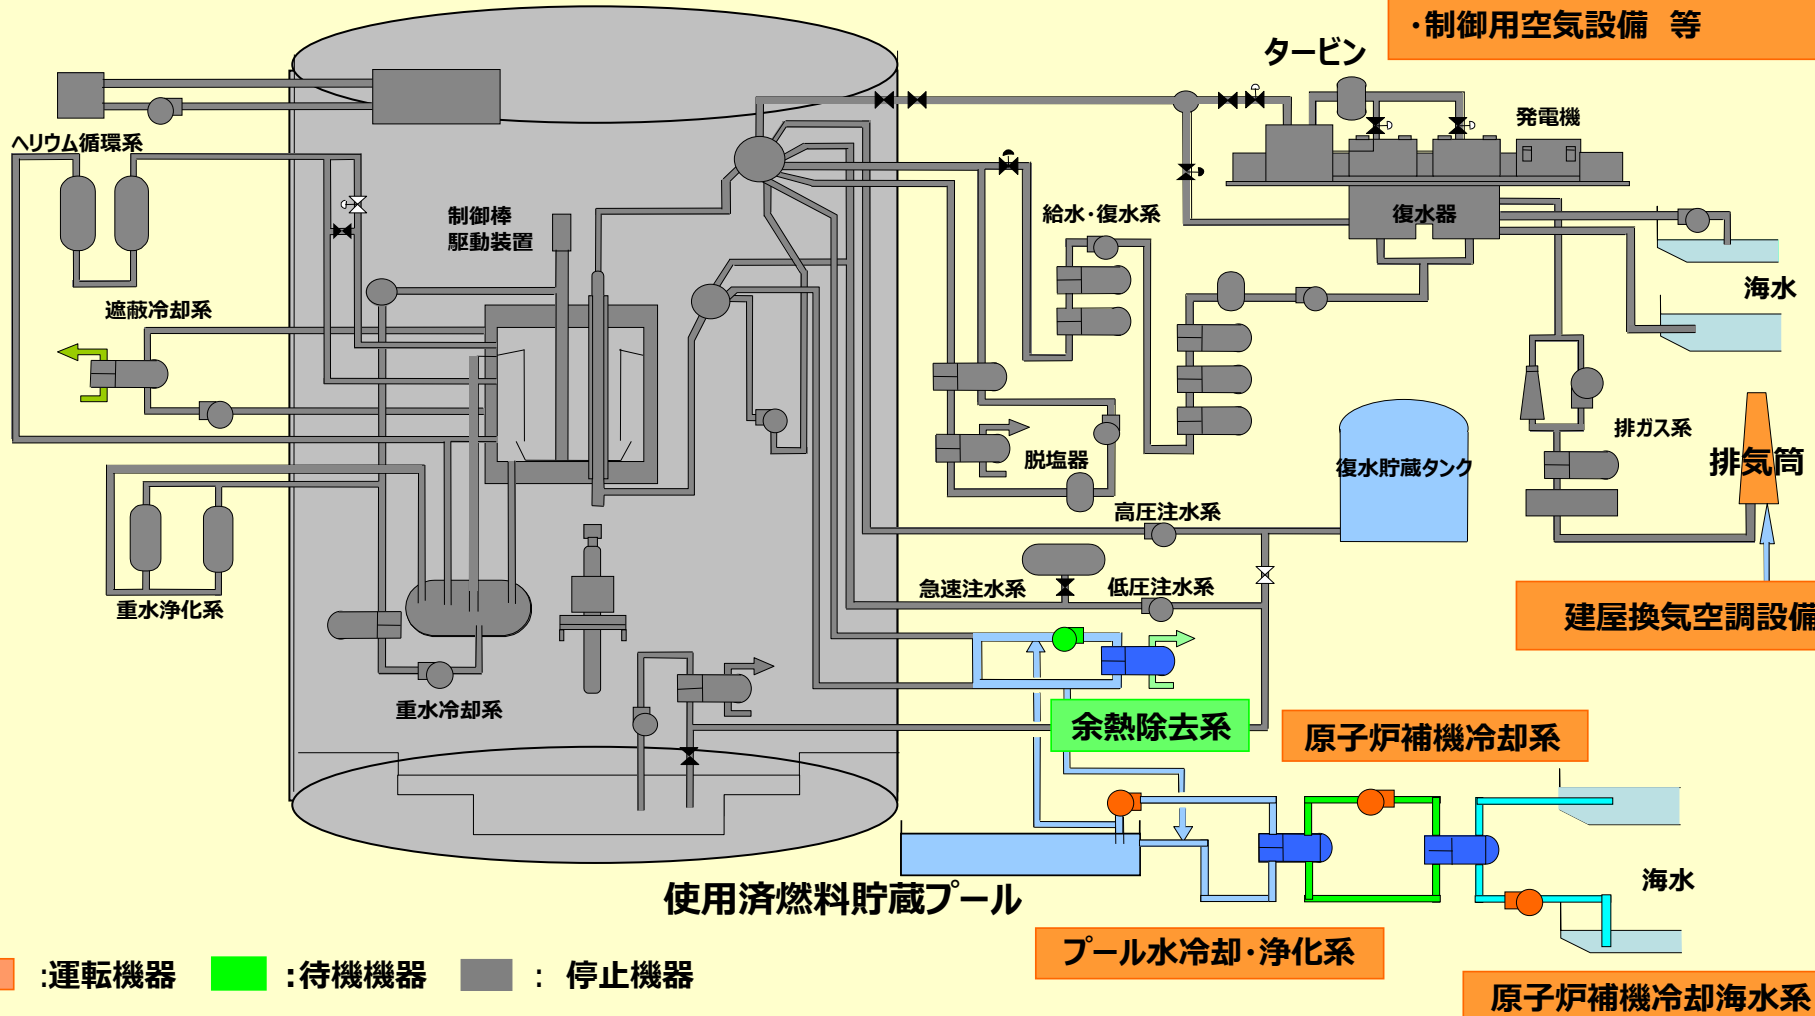 ・制御用空気設備 等
タービン
発電機
ヘリウム循環系
制御棒
駆動装置
給水・復水系
復水器
海水
遮蔽冷却系
排ガス系
排気筒
脱塩器
復水貯蔵タンク
高圧注水系
急速注水系
低圧注水系
重水浄化系
建屋換気空調設備
重水冷却系
余熱除去系
原子炉補機冷却系
使用済燃料貯蔵プール
海水
プール水冷却・浄化系
:運転機器
:待機機器
: 停止機器
原子炉補機冷却海水系